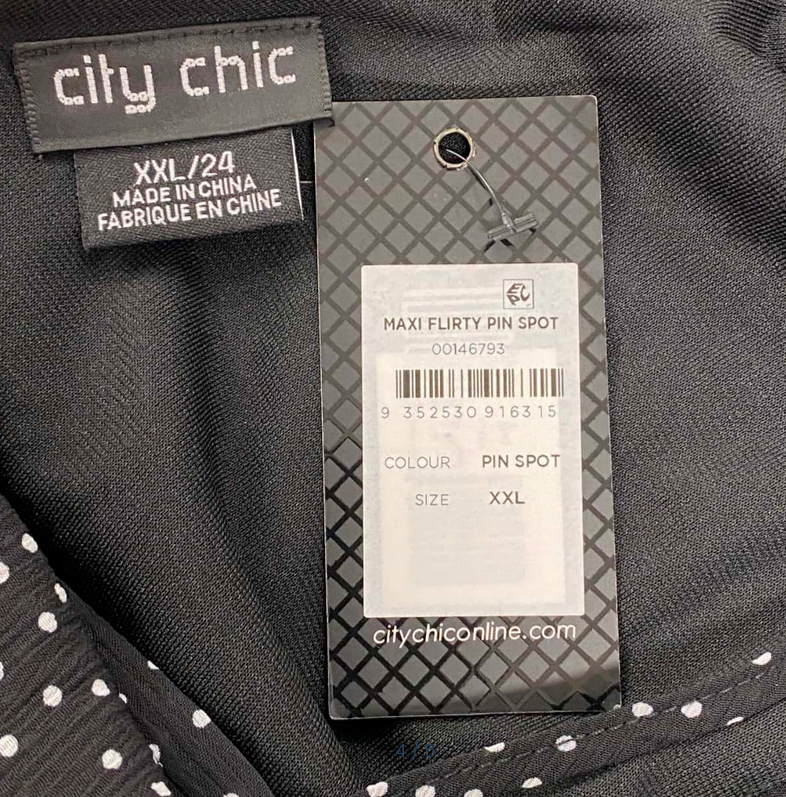 city chic
XXL/24
MADE IN CHINA
FABRIQUE EN CHINE
MAXI FLIRTY PIN SPOT
00146793
9 352530 916315
COLOUR PIN SPOT
SIZE XXL
citychiconline.com